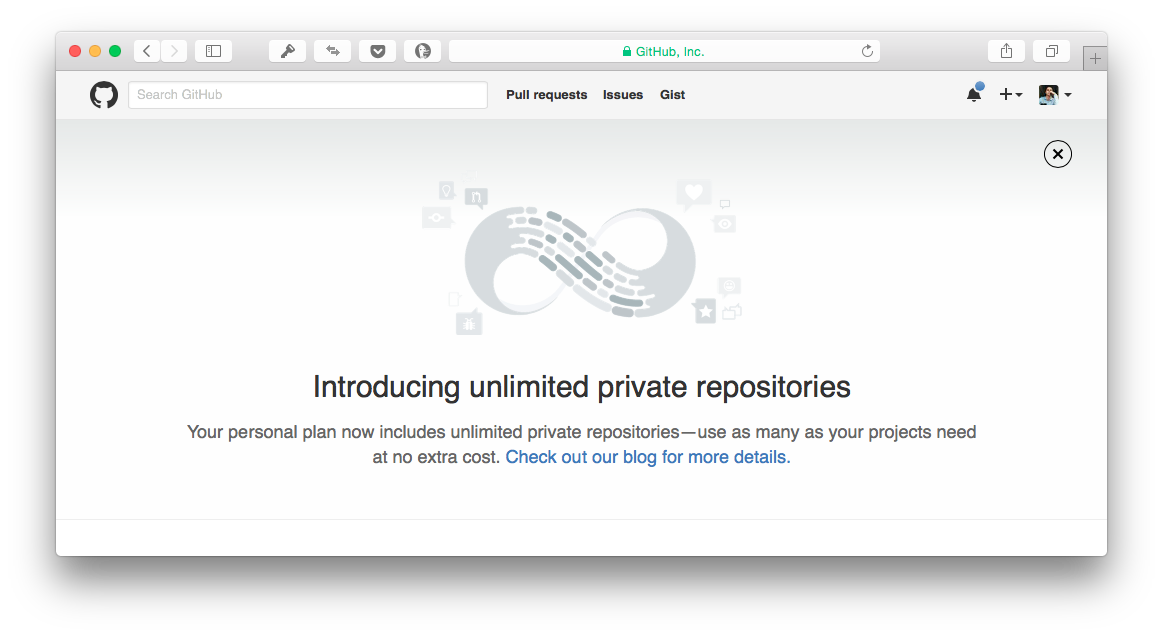 GitHub, Inc.
Search GitHub
Pull requests Issues Gist
Introducing unlimited private repositories
Your personal plan now includes unlimited private repositories—use as many as your projects need
at no extra cost. Check out our blog for more details.